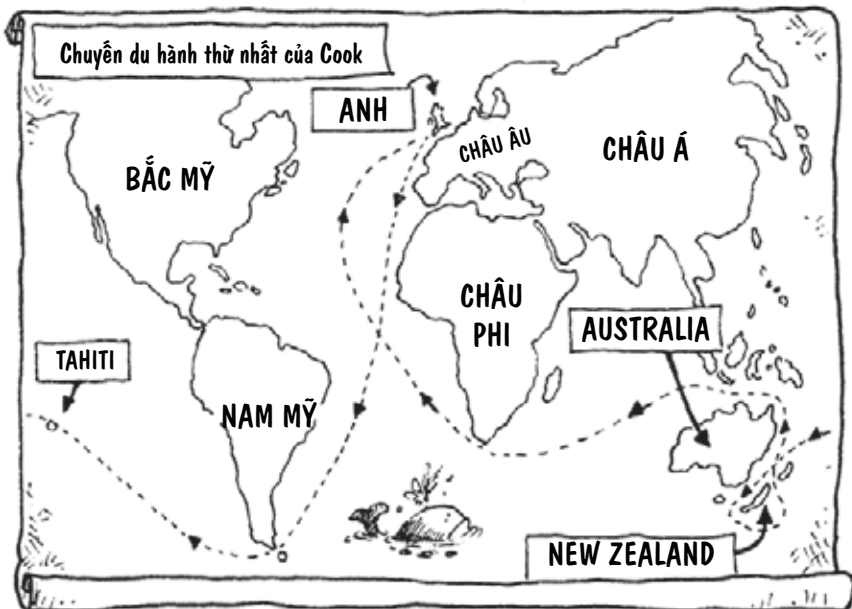 Chuyến du hành thừ nhất của Cook
ANH
CHÂU ÂU
CHÂU Á
BẮC MỸ
CHÂU
PHI
AUSTRALIA
TAHITI
NAM MỸ
NEW ZEALAND